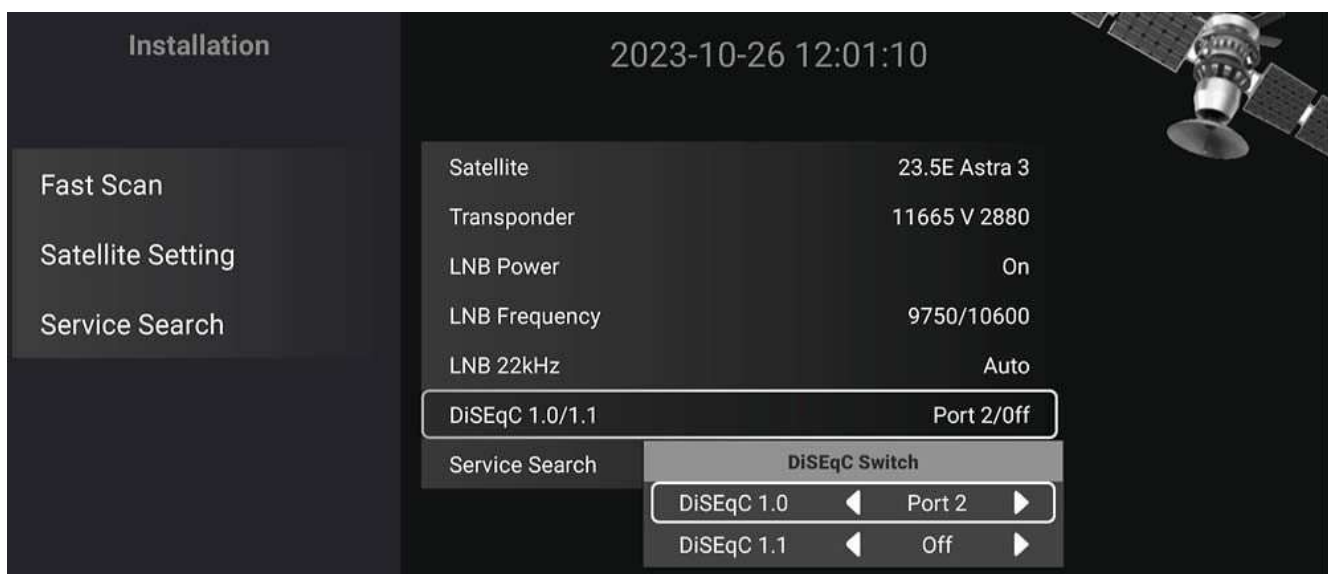 Installation
2023-10-26 12:01:10
Fast Scan
Satellite Setting
Service Search
Satellite 23.5E Astra 3
Transponder 11665 V 2880
LNB Power On
LNB Frequency 9750/10600
LNB 22kHz Auto
DiSEqC 1.0/1.1 Port 2/Off
Service Search
DiSEqC Switch
DiSEqC 1.0 Port 2
DiSEqC 1.1 Off